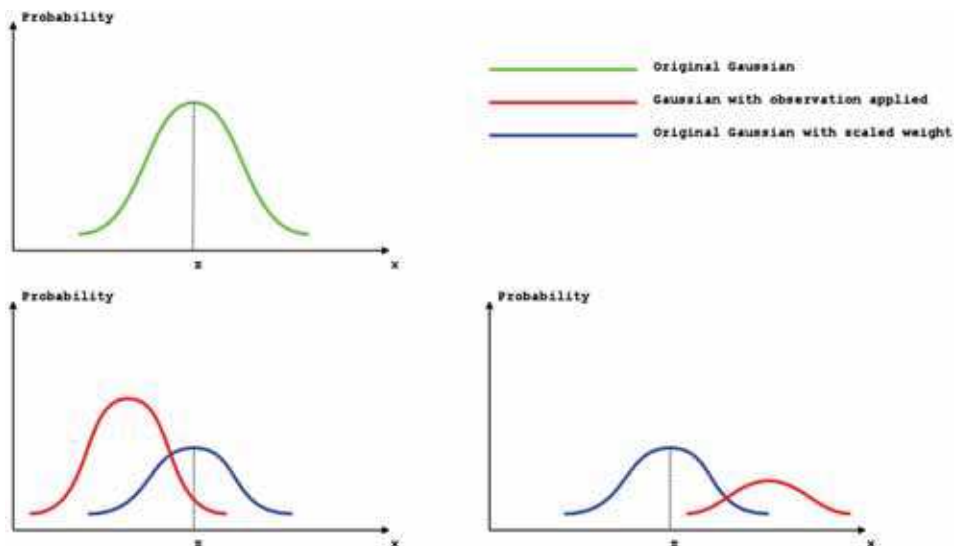 Probability
Original Gaussian
Gaussian with observation applied
Original Gaussian with scaled weight
x
Probability
Probability
x
x